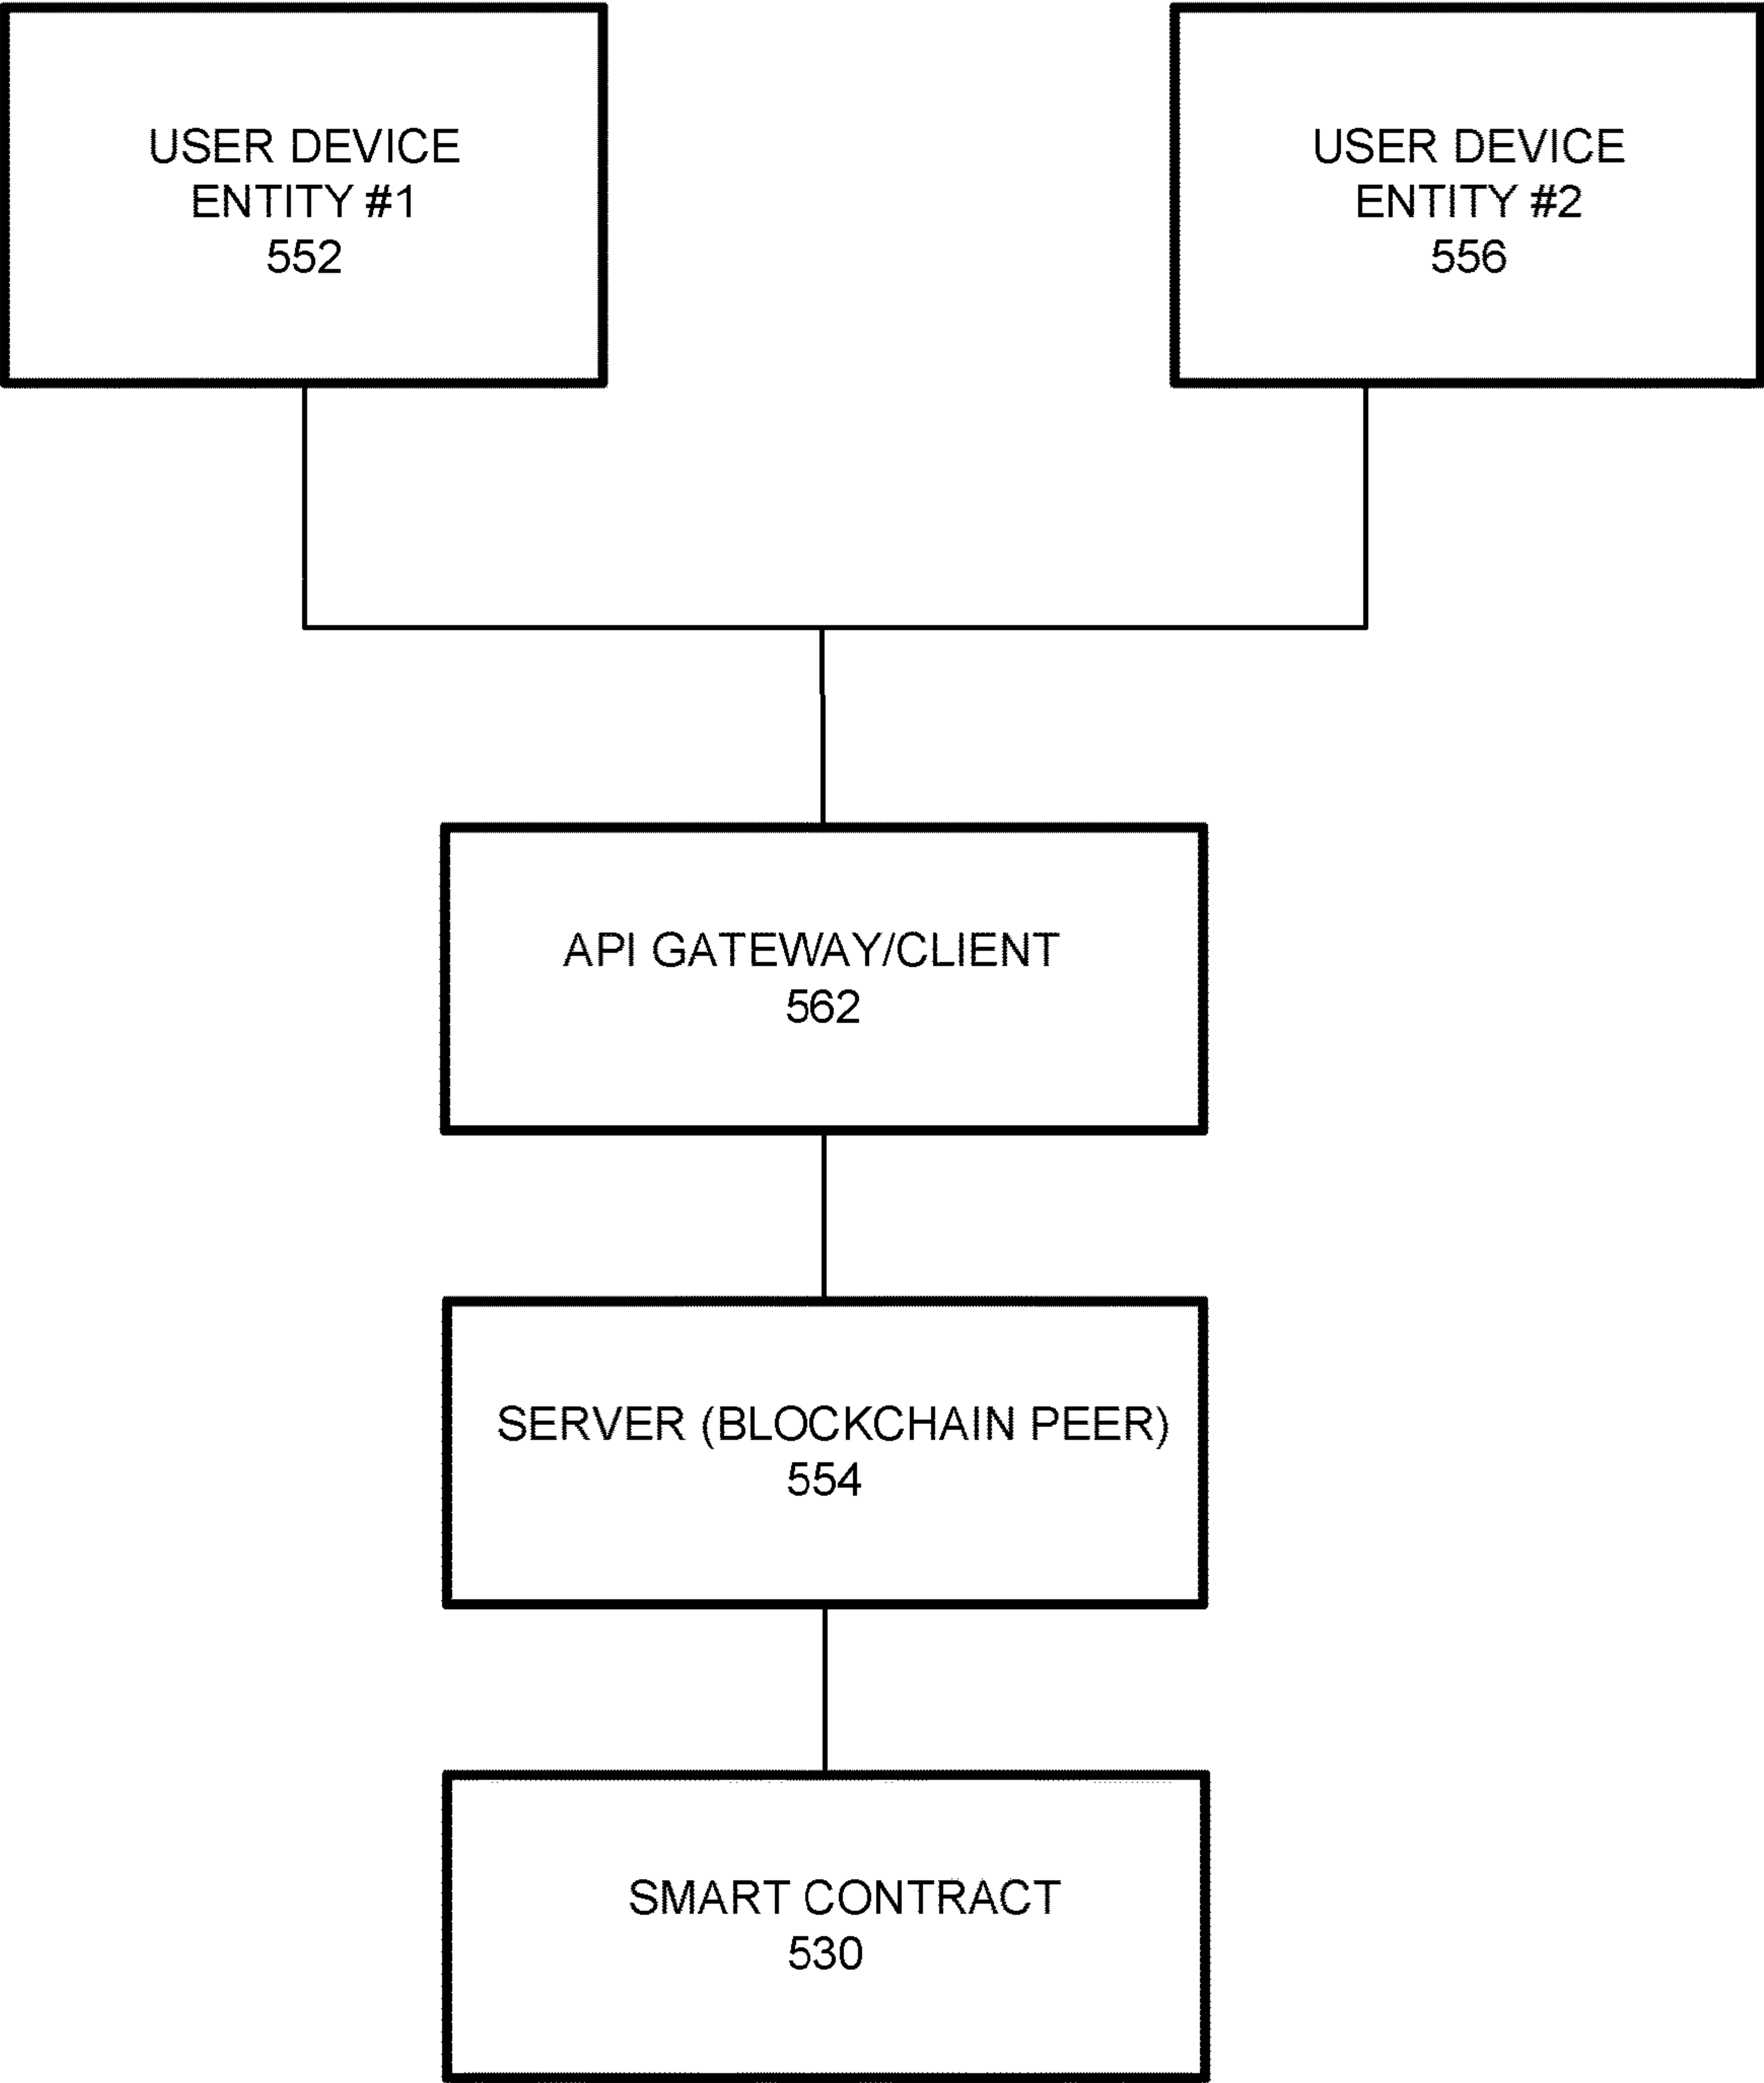 USER DEVICE
ENTITY #1
552
USER DEVICE
ENTITY #2
556
API GATEWAY/CLIENT
562
SERVER (BLOCKCHAIN PEER)
554
SMART CONTRACT
530